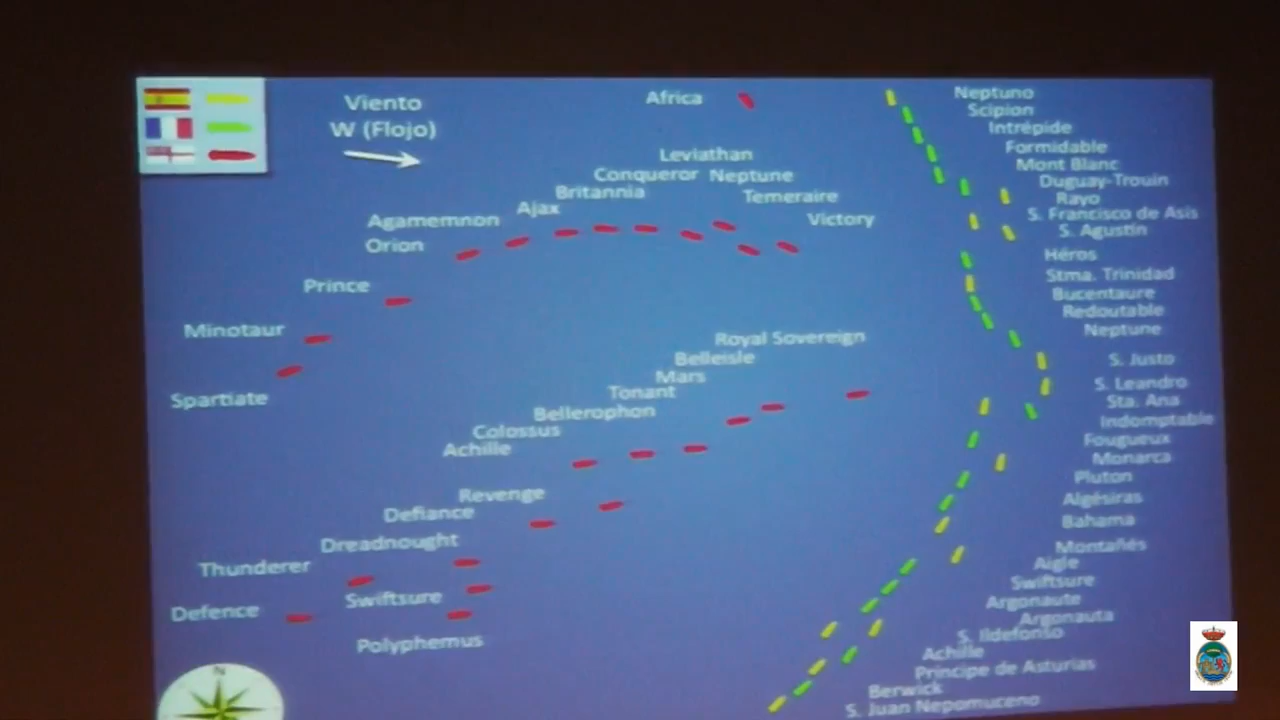 Viento
W (Flojo)
Africa
Leviathan
Conqueror Neptune
Britannia
Temeraire
Ajax
Victory
Agamemnon
Orion
Prince
Minotaur
Spartiate
Royal Sovereign
Belleisle
Mars
Tonant
Bellerophon
Colossus
Achille
Revenge
Defiance
Dreadnought
Thunderer
Swiftsure
Defence
Polyphemus
N
Neptuno
Scipion
Intrépide
Formidable
Mont Blanc
Duguay-Trouin
Rayo
S. Francisco de Asis
S. Agustín
Héros
Stma. Trinidad
Bucentaure
Redoutable
Neptune
S. Justo
S. Leandro
Sta. Ana
Indomptable
Fougueux
Monarca
Pluton
Algésiras
Bahama
Montañés
Aigle
Swiftsure
Argonaute
Argonauta
S. Ildefonso
Achille
Principe de Asturias
Berwick
S. Juan Nepomuceno